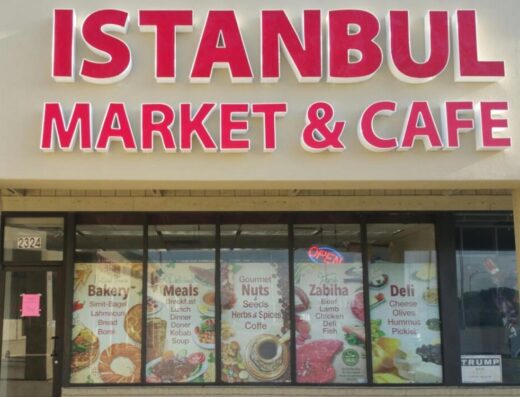 ISTANBUL
MARKET & CAFE
2324
OPEN
Bakery
Simit-Bagel
Lahmacun
Bread
Borek
Meals
Breakfast
Lunch
Dinner
Doner
Kebab
Soup
Gourmet
Nuts
Seeds
Herbs & Spices
Coffe
Zabiha
Beef
Lamb
Chicken
Deli
Fish
Deli
Cheese
Olives
Hummus
Pickles
TRUMP